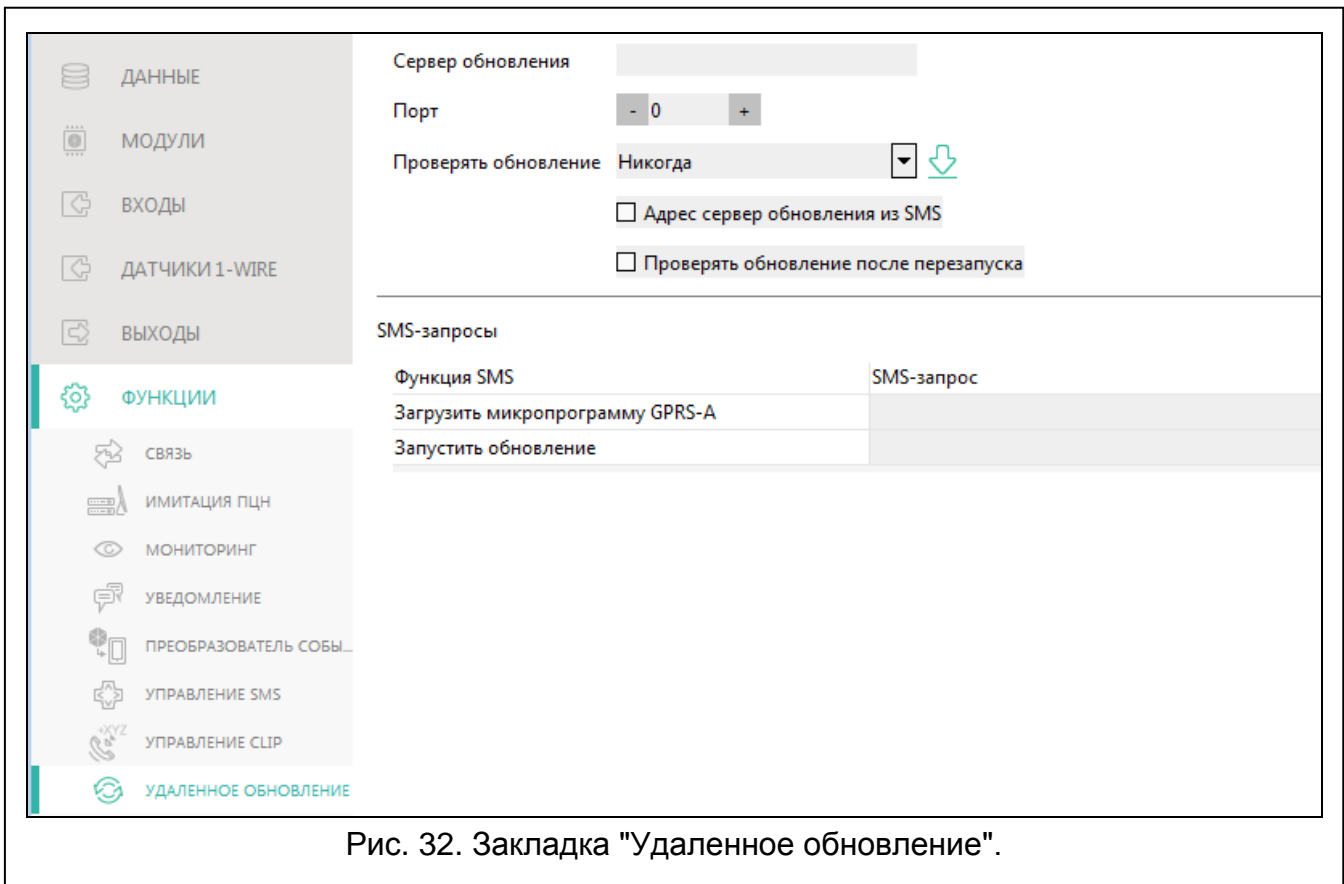 ДАННЫЕ
МОДУЛИ
ВХОДЫ
ДАТЧИКИ 1-WIRE
ВЫХОДЫ
ФУНКЦИИ
СВЯЗЬ
ИМИТАЦИЯ ПЦН
МОНИТОРИНГ
УВЕДОМЛЕНИЕ
ПРЕОБРАЗОВАТЕЛЬ СОБЫ...
УПРАВЛЕНИЕ SMS
+XYZ
УПРАВЛЕНИЕ CLIP
УДАЛЕННОЕ ОБНОВЛЕНИЕ
Сервер обновления
Порт - 0 +
Проверять обновление Никогда
Адрес сервер обновления из SMS
Проверять обновление после перезапуска
SMS-запросы
Функция SMS SMS-запрос
Загрузить микропрограмму GPRS-A
Запустить обновление
Рис. 32. Закладка "Удаленное обновление".